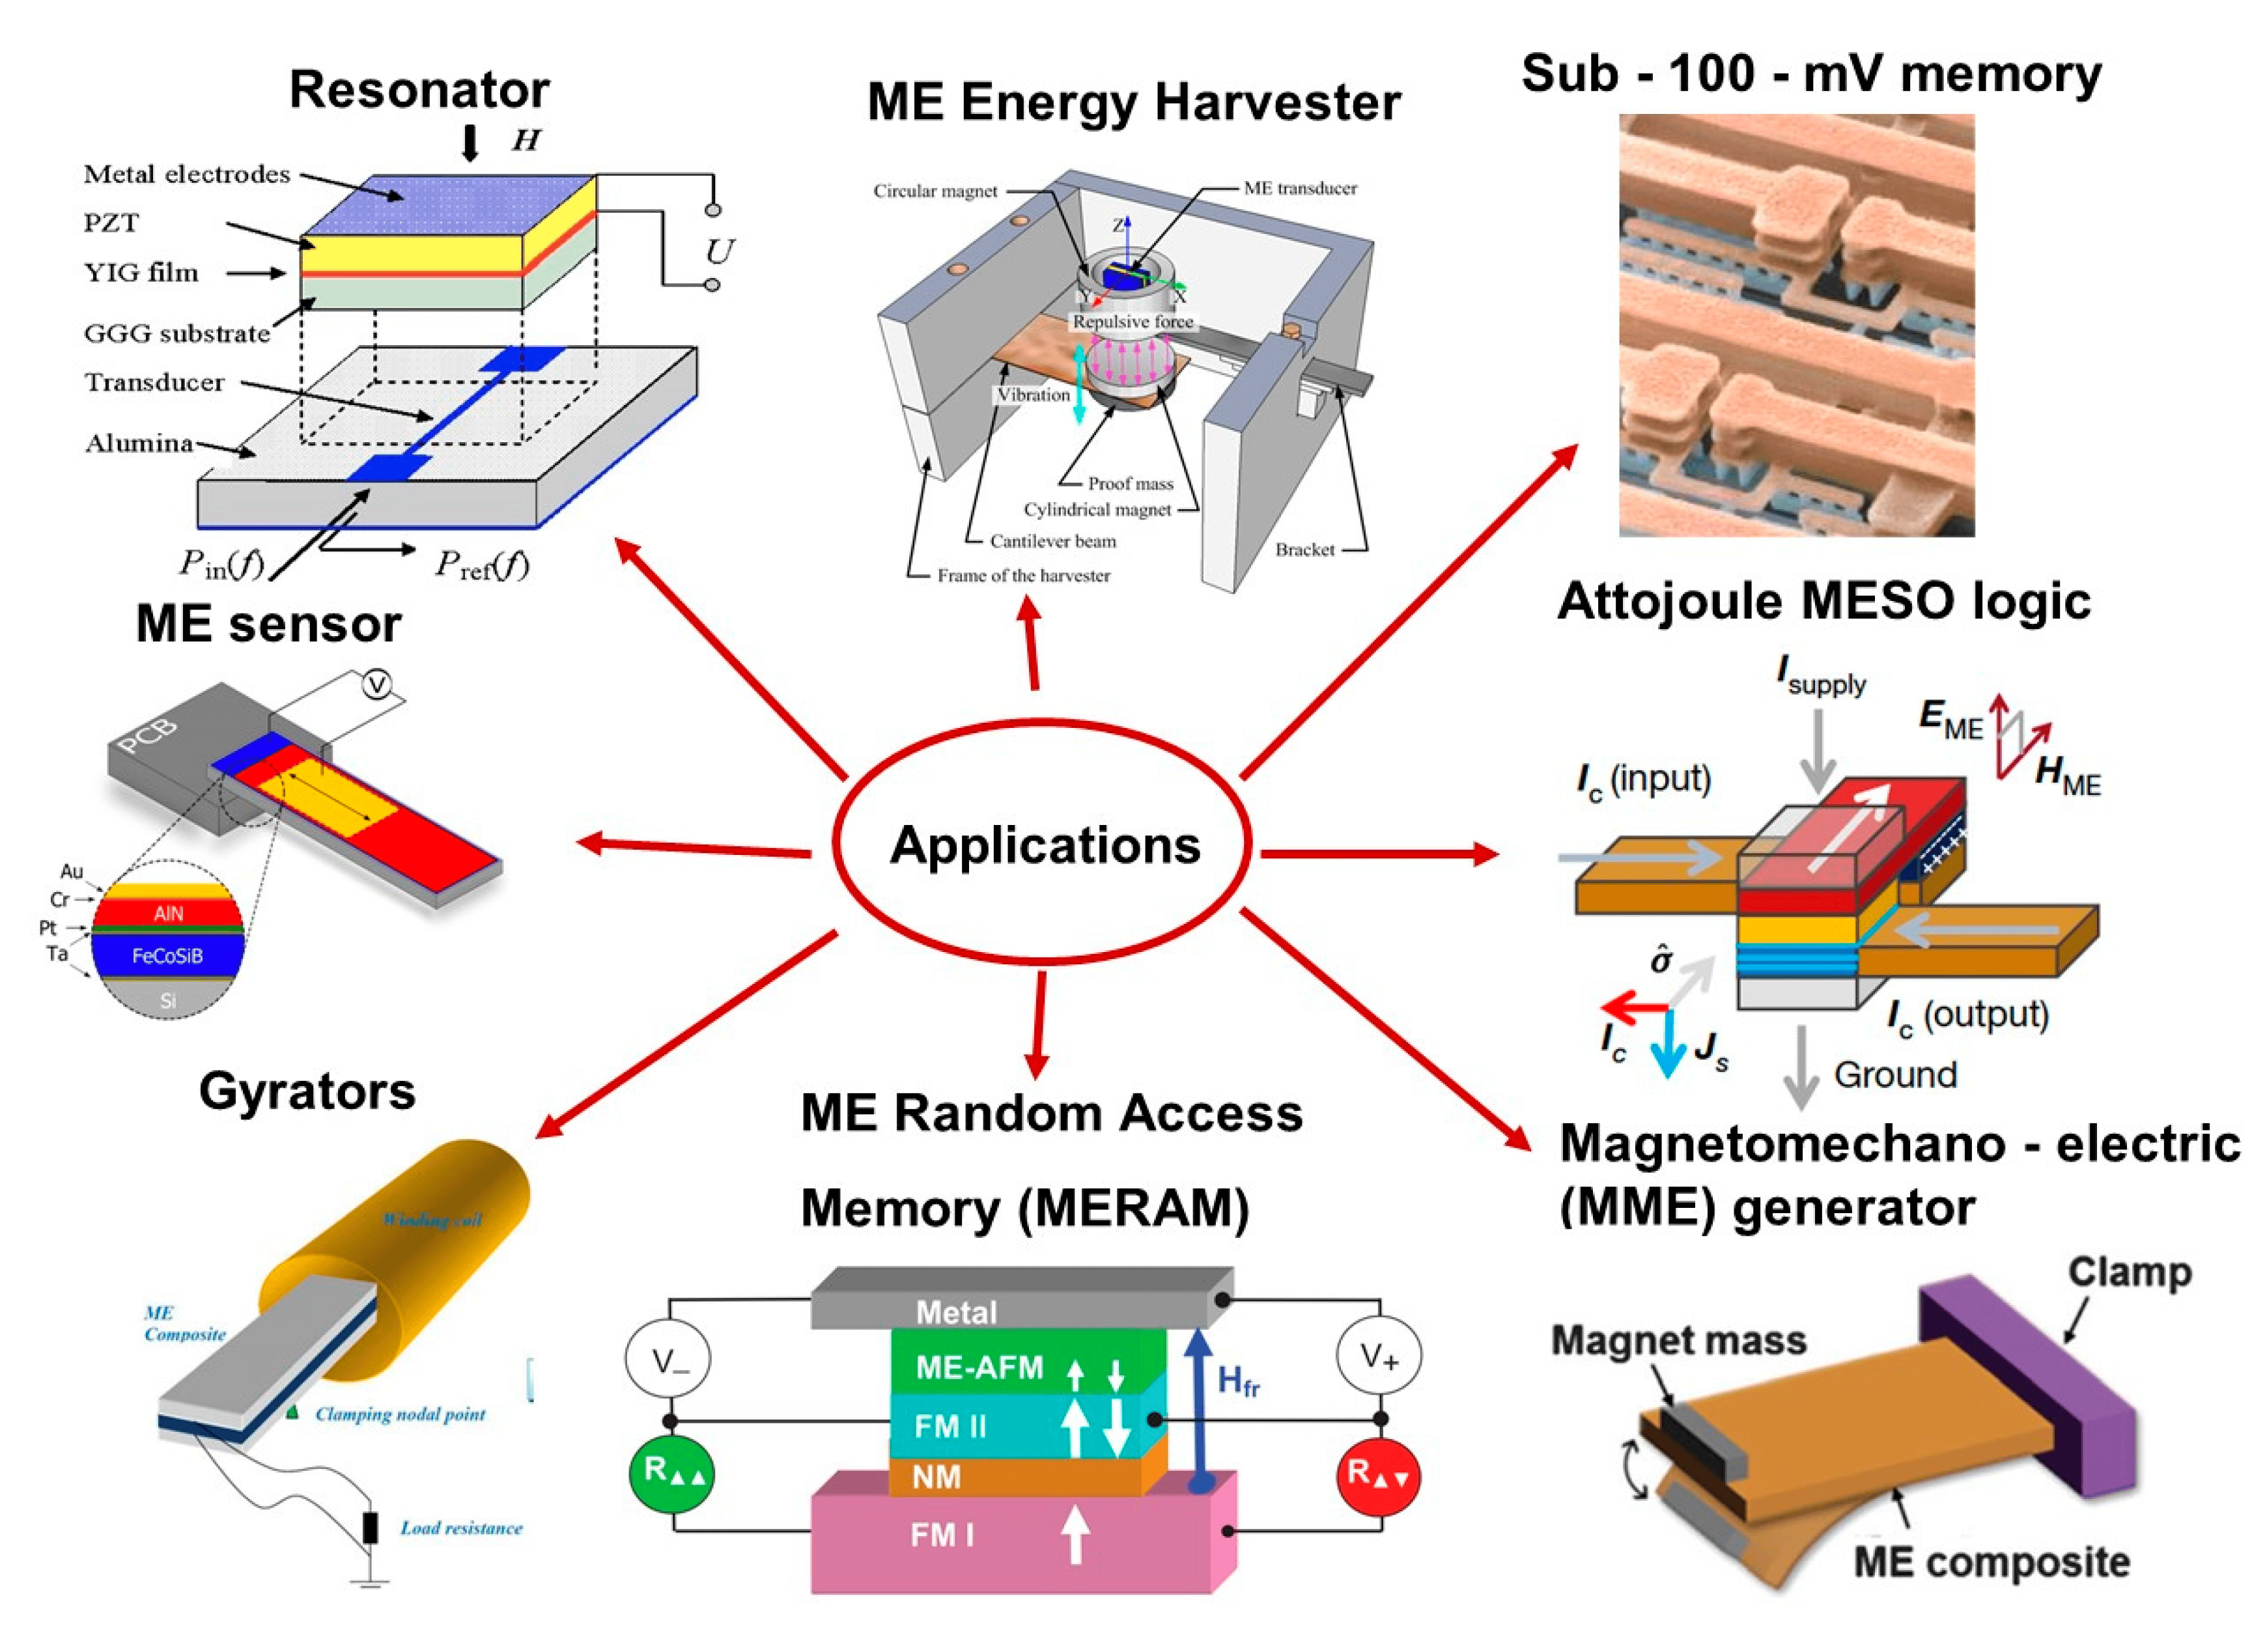 Resonator
H
Metal electrodes
PZT
YIG film
GGG substrate
Transducer
Alumina
U
Pin(f)
Pref(f)
ME Energy Harvester
Circular magnet
ME transducer
Z
Y
X
Repulsive force
Vibration
Proof mass
Cylindrical magnet
Cantilever beam
Frame of the harvester
Bracket
Sub - 100 - mV memory
ME sensor
PCB
V
Au
Cr
Pt
Ta
AlN
FeCoSiB
Si
Applications
Attojoule MESO logic
Isupply
EME
HME
Ic (input)
σ̂
Ic
Js
Ic (output)
Ground
Gyrators
Winding coil
ME
Composite
Clamping nodal point
Load resistance
ME Random Access
Memory (MERAM)
Metal
ME-AFM
FM II
NM
FM I
V−
V+
Hfr
R▲▲
R▲▼
Magnetomechano - electric
(MME) generator
Clamp
Magnet mass
ME composite